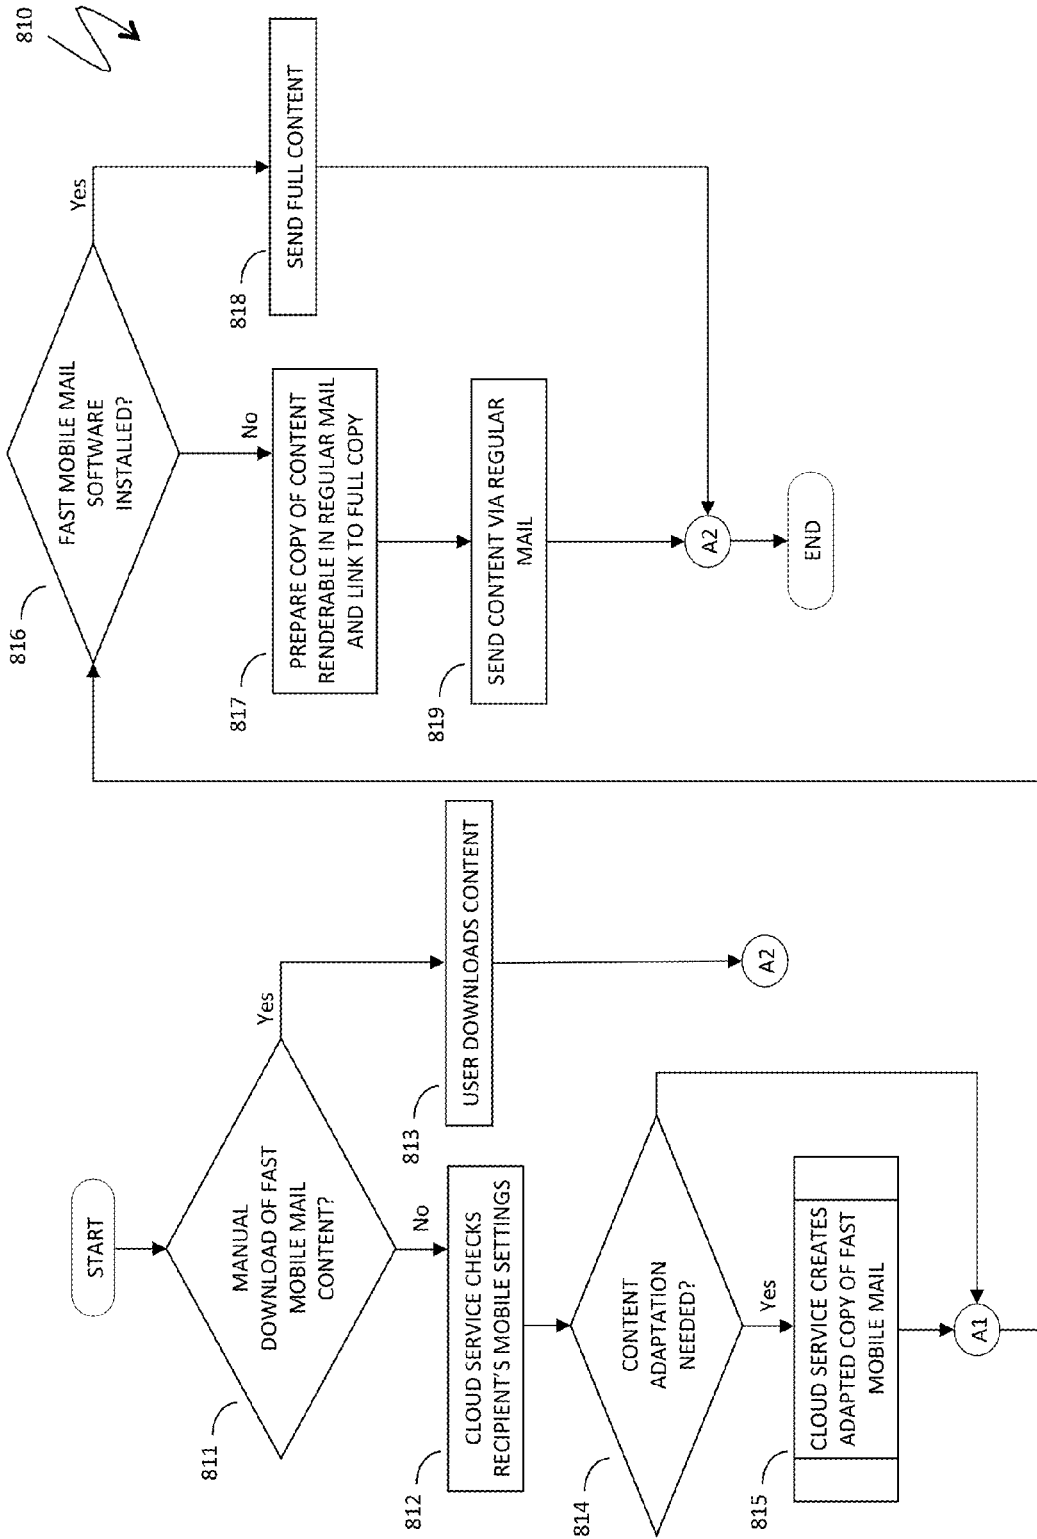 810
START
811
MANUAL
DOWNLOAD OF FAST
MOBILE MAIL
CONTENT?
Yes
No
813
USER DOWNLOADS CONTENT
A2
812
CLOUD SERVICE CHECKS
RECIPIENT'S MOBILE SETTINGS
814
CONTENT
ADAPTATION
NEEDED?
Yes
815
CLOUD SERVICE CREATES
ADAPTED COPY OF FAST
MOBILE MAIL
A1
816
FAST MOBILE MAIL
SOFTWARE
INSTALLED?
Yes
No
818
SEND FULL CONTENT
817
PREPARE COPY OF CONTENT
RENDERABLE IN REGULAR MAIL
AND LINK TO FULL COPY
819
SEND CONTENT VIA REGULAR
MAIL
A2
END